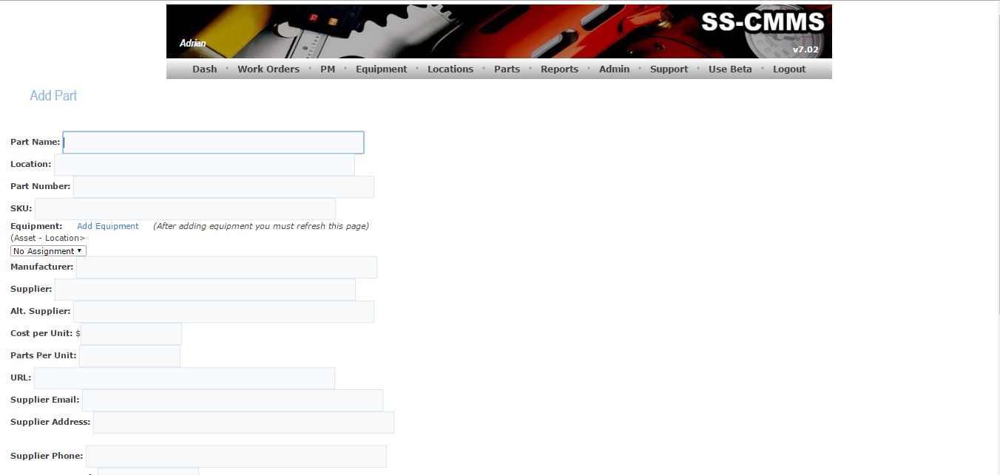 SS-CMMS
Adrian
v7.02
Dash • Work Orders • PM • Equipment • Locations • Parts • Reports • Admin • Support • Use Beta • Logout
Add Part
Part Name:
Location:
Part Number:
SKU:
Equipment: Add Equipment (After adding equipment you must refresh this page)
(Asset - Location>
No Assignment ▼
Manufacturer:
Supplier:
Alt. Supplier:
Cost per Unit: $
Parts Per Unit:
URL:
Supplier Email:
Supplier Address:
Supplier Phone: